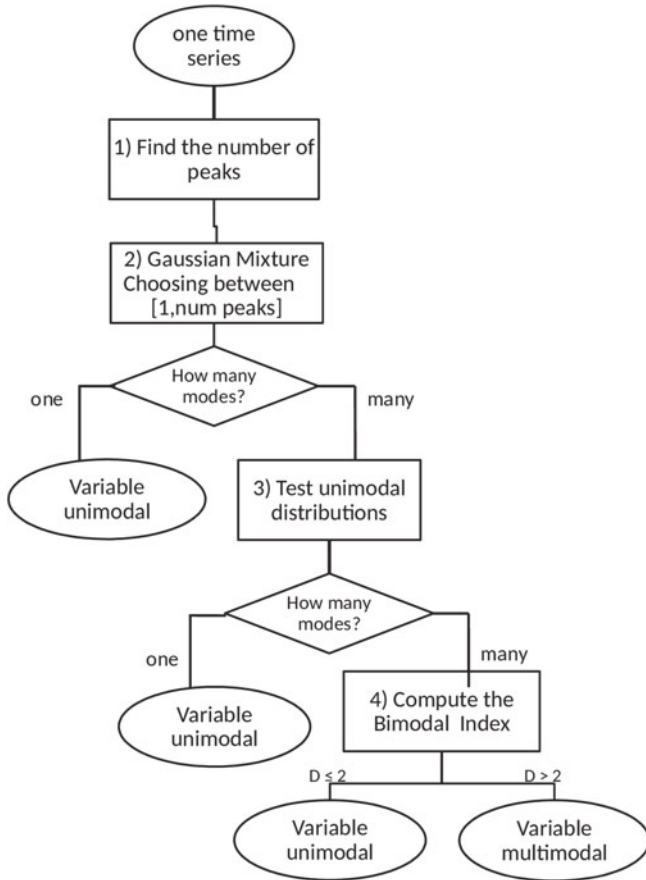 one time
series
1) Find the number of
peaks
2) Gaussian Mixture
Choosing between
[1,num peaks]
How many
modes?
one
many
Variable
unimodal
3) Test unimodal
distributions
How many
modes?
one
many
Variable
unimodal
4) Compute the
Bimodal Index
D ≤ 2
D > 2
Variable
unimodal
Variable
multimodal